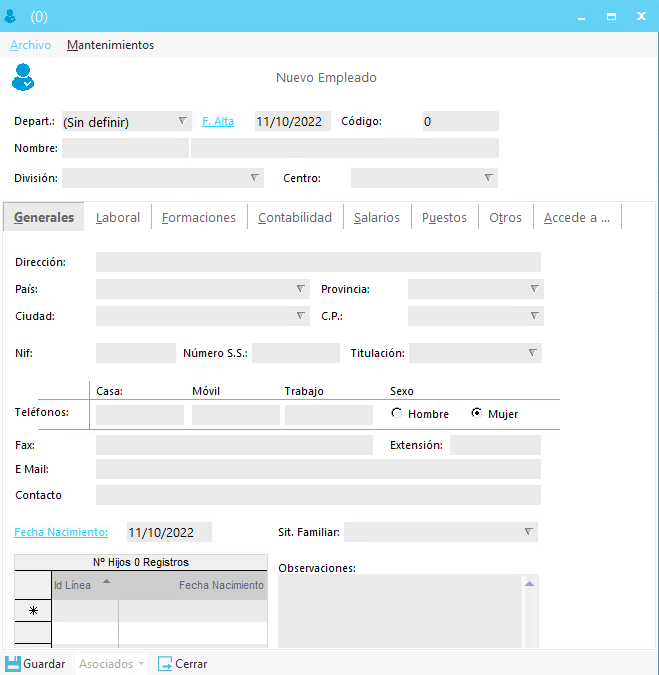 (0)
Archivo Mantenimientos
Nuevo Empleado
Depart.: (Sin definir) F. Alta 11/10/2022 Código: 0
Nombre:
División: Centro:
Generales Laboral Formaciones Contabilidad Salarios Puestos Otros Accede a ...
Dirección:
País: Provincia:
Ciudad: C.P.:
Nif: Número S.S.: Titulación:
Casa: Móvil Trabajo Sexo
Teléfonos: Hombre Mujer
Fax: Extensión:
E Mail:
Contacto
Fecha Nacimiento: 11/10/2022 Sit. Familiar:
Nº Hijos 0 Registros
Observaciones:
Id Línea Fecha Nacimiento
Guardar Asociados Cerrar